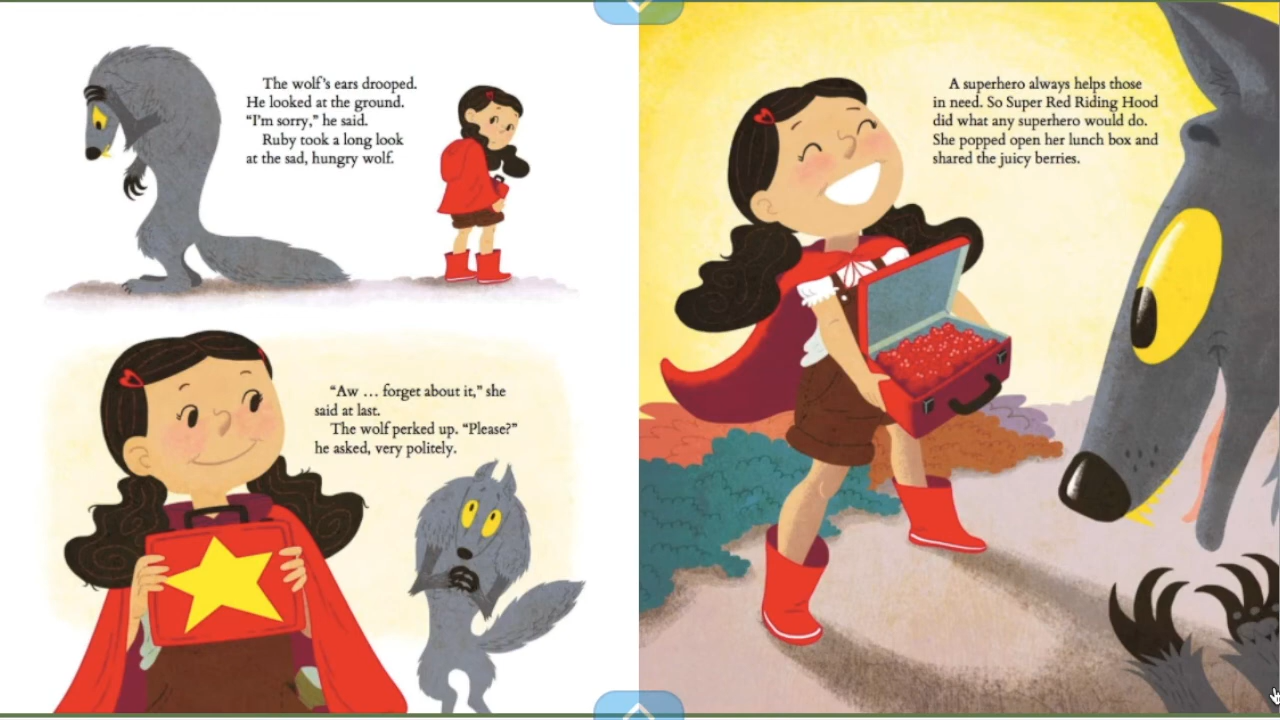 The wolf's ears drooped.
He looked at the ground.
“I'm sorry,” he said.
Ruby took a long look
at the sad, hungry wolf.
“Aw ... forget about it,” she
said at last.
The wolf perked up. “Please?”
he asked, very politely.
A superhero always helps those
in need. So Super Red Riding Hood
did what any superhero would do.
She popped open her lunch box and
shared the juicy berries.